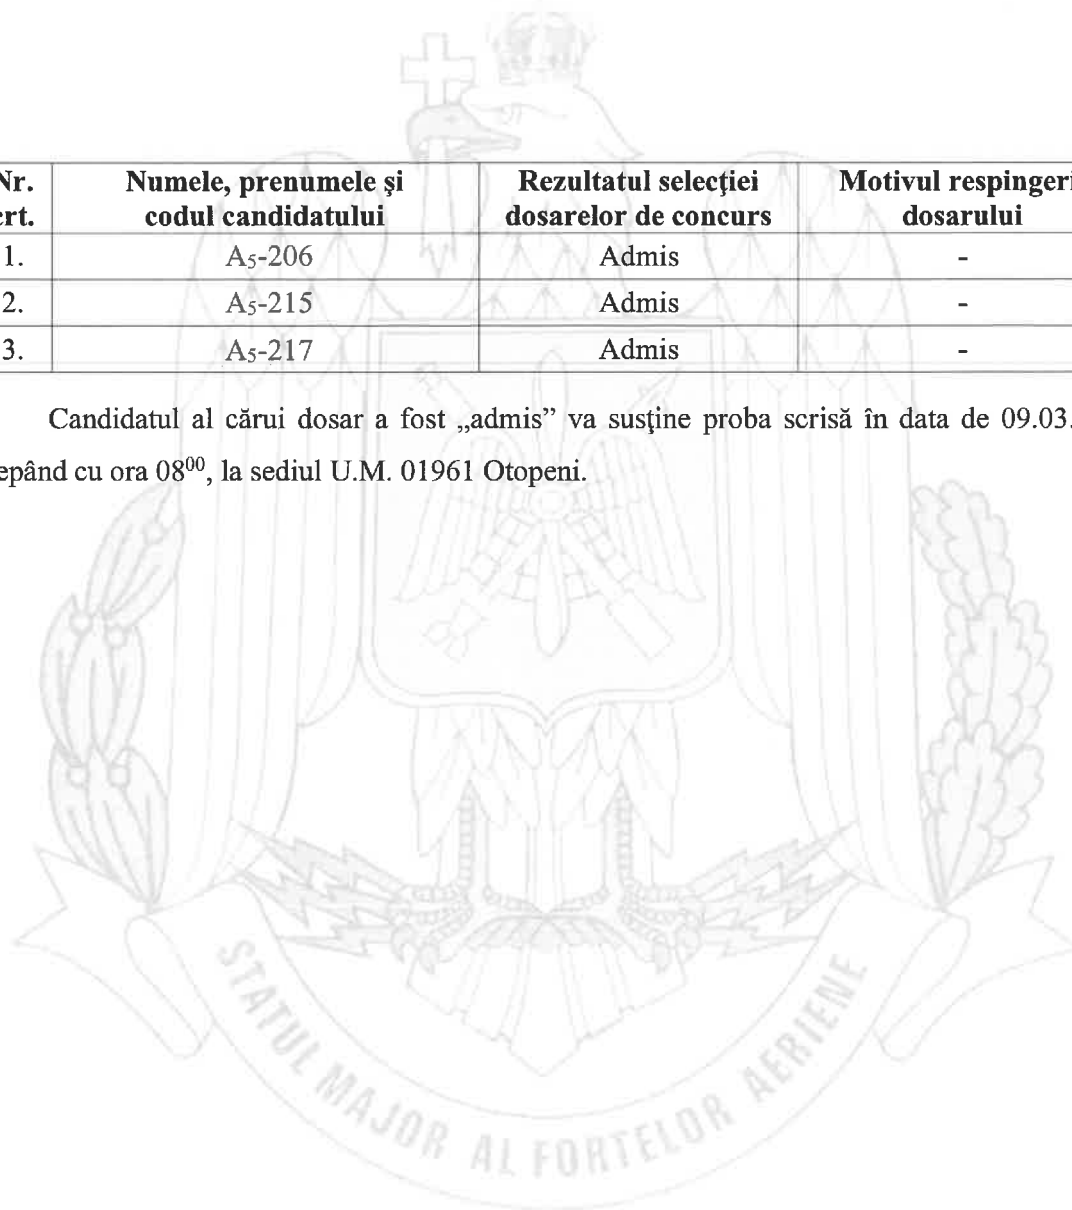 Nr. Numele, prenumele şi Rezultatul selecţiei Motivul respingerii
crt. codul candidatului dosarelor de concurs dosarului
1. A5-206 Admis -
2. A5-215 Admis -
3. A5-217 Admis -
Candidatul al cărui dosar a fost „admis” va susţine proba scrisă în data de 09.03.
epând cu ora 08⁰⁰, la sediul U.M. 01961 Otopeni.
STATUL MAJOR AL FORTELOR AERIENE